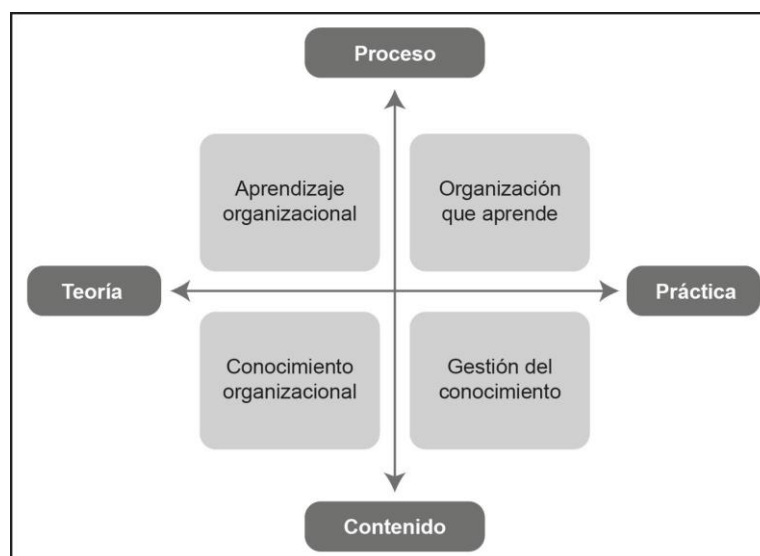 Proceso
Aprendizaje
organizacional
Organización
que aprende
Teoría
Práctica
Conocimiento
organizacional
Gestión del
conocimiento
Contenido